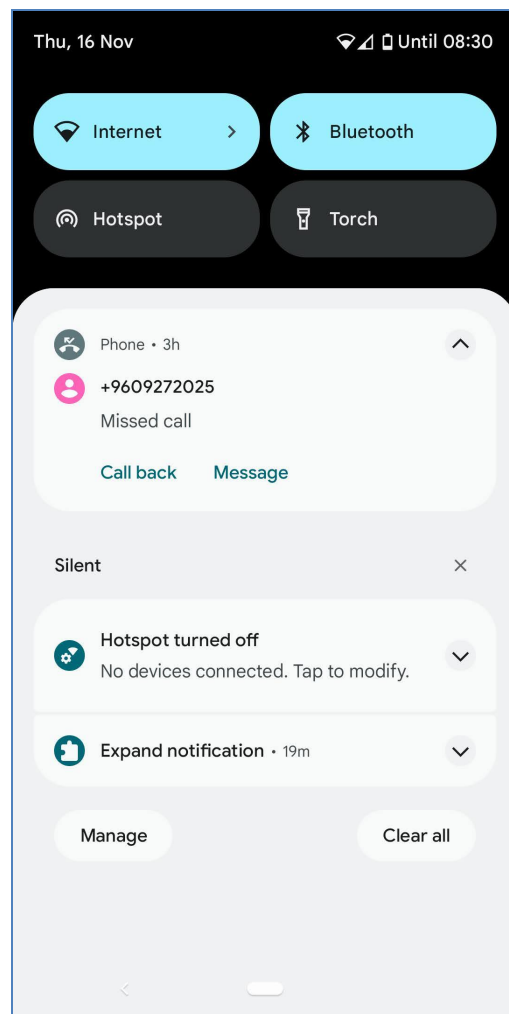 Thu, 16 Nov Until 08:30
Internet Bluetooth
Hotspot Torch
Phone • 3h
+9609272025
Missed call
Call back Message
Silent
Hotspot turned off
No devices connected. Tap to modify.
Expand notification • 19m
Manage Clear all